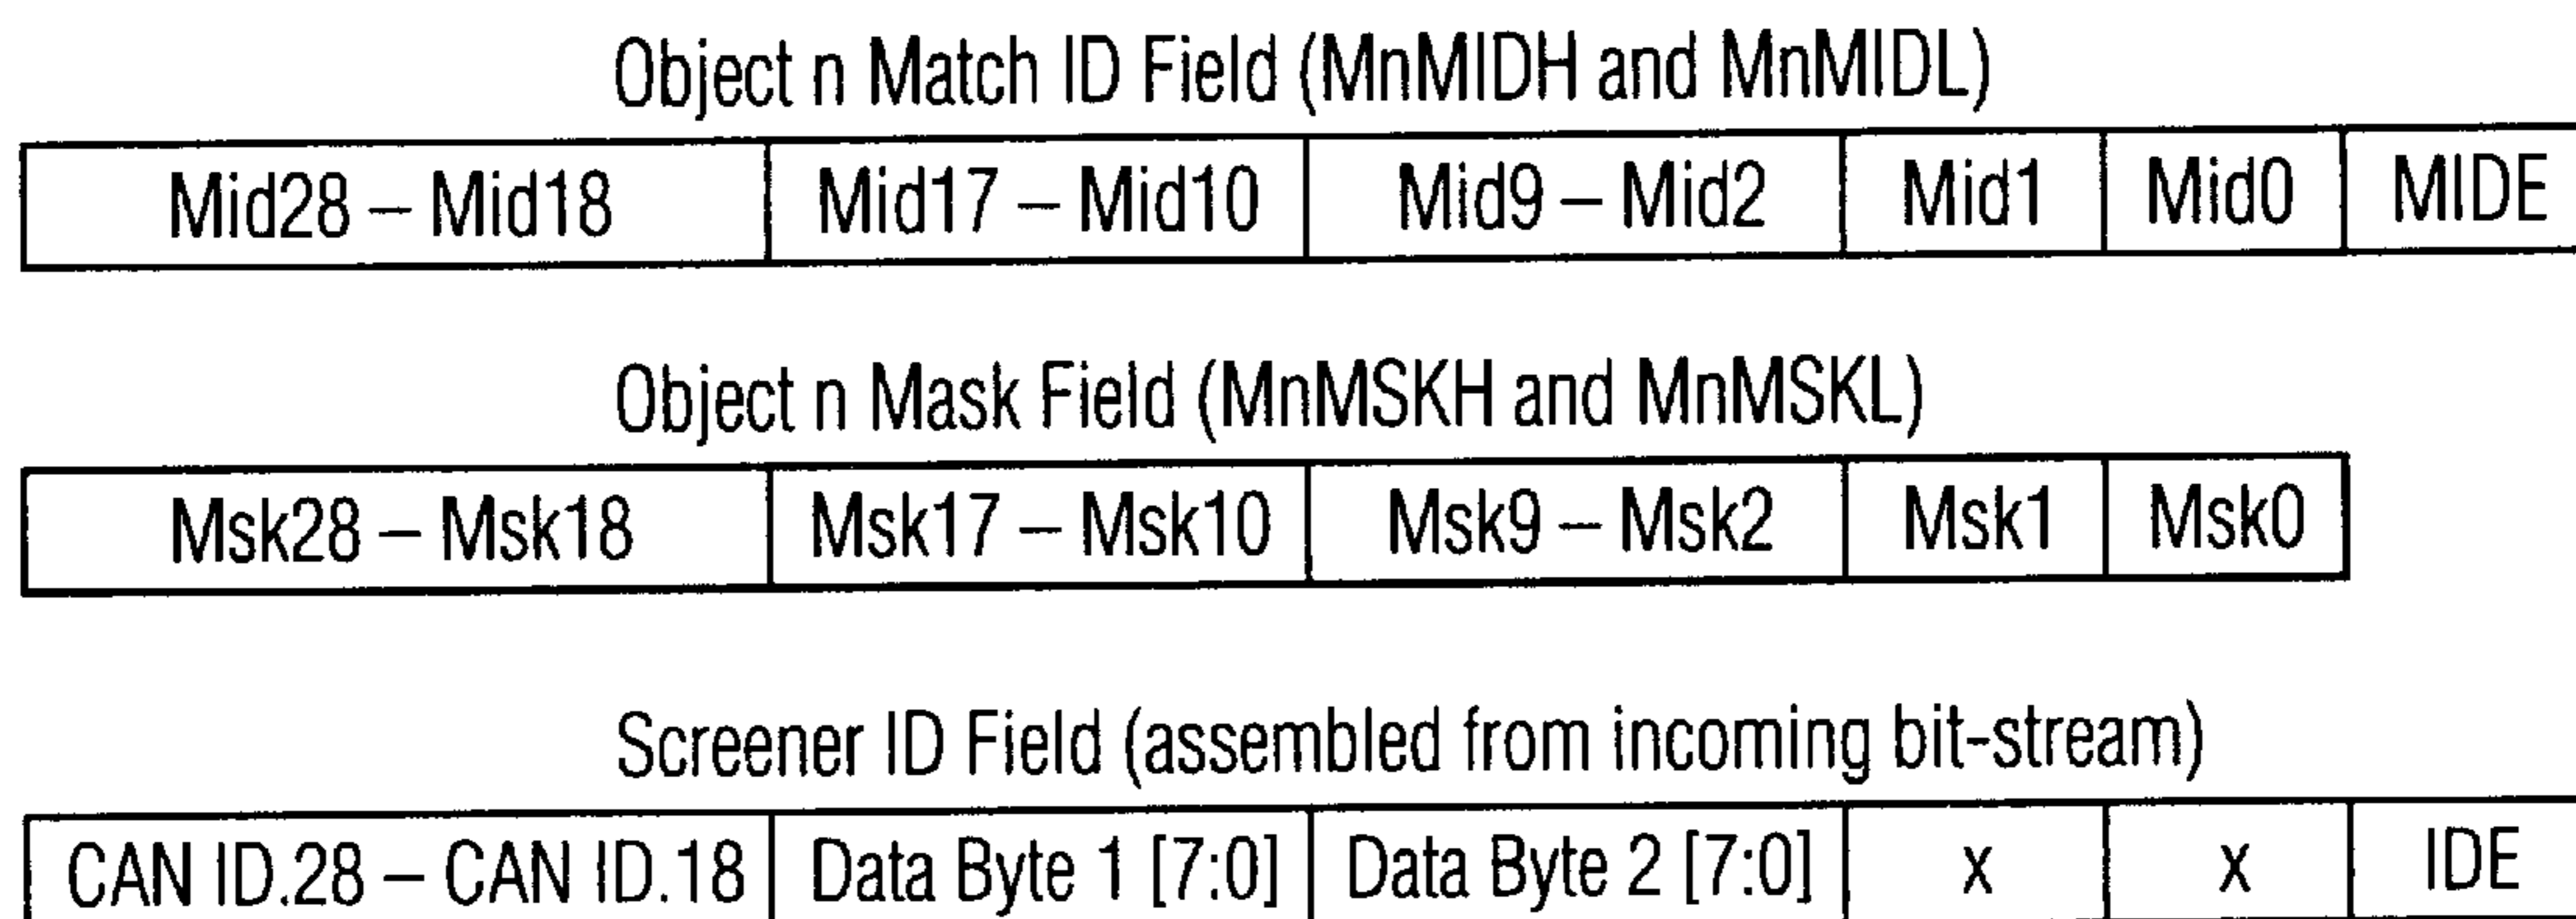 Object n Match ID Field (MnMIDH and MnMIDL)
Mid28 – Mid18 Mid17 – Mid10 Mid9 – Mid2 Mid1 Mid0 MIDE
Object n Mask Field (MnMSKH and MnMSKL)
Msk28 – Msk18 Msk17 – Msk10 Msk9 – Msk2 Msk1 Msk0
Screener ID Field (assembled from incoming bit-stream)
CAN ID.28 – CAN ID.18 Data Byte 1 [7:0] Data Byte 2 [7:0] x x IDE